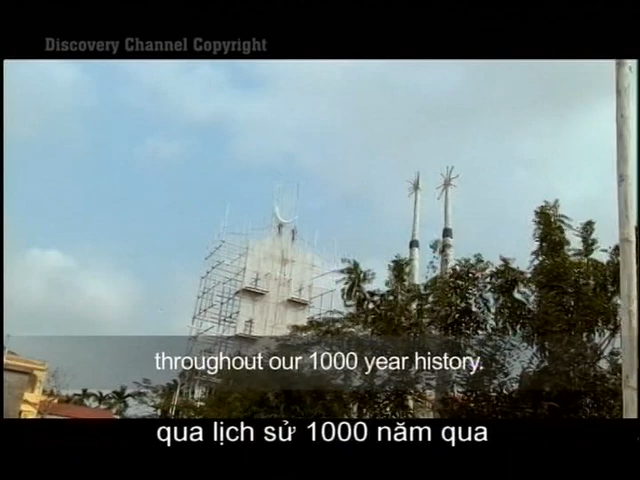 Discovery Channel Copyright
throughout our 1000 year history.
qua lịch sử 1000 năm qua